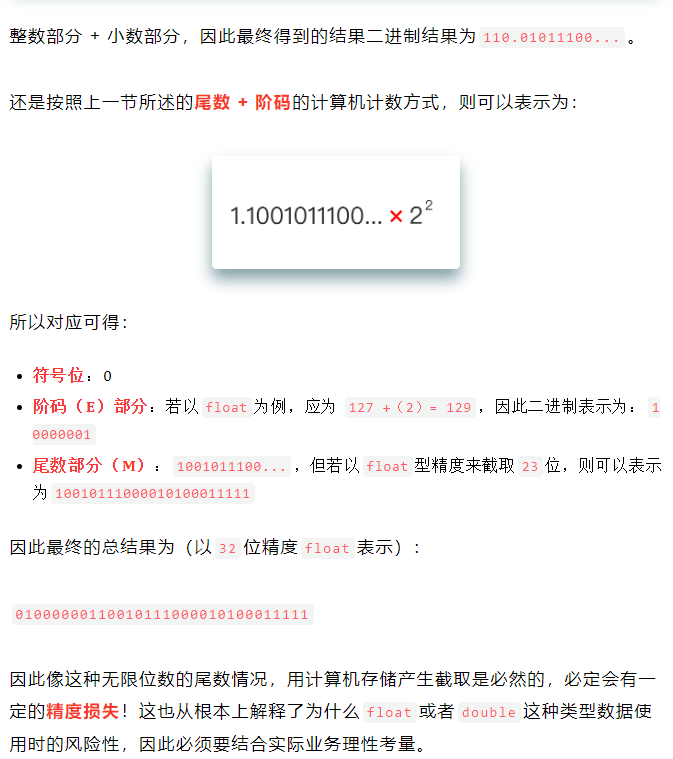 整数部分 + 小数部分，因此最终得到的结果二进制结果为 110.01011100... 。
还是按照上一节所述的尾数 + 阶码的计算机计数方式，则可以表示为：
1.1001011100... × 2²
所以对应可得：
• 符号位：0
• 阶码（E）部分：若以 float 为例，应为 127 +（2）= 129 ，因此二进制表示为： 1
0000001
• 尾数部分（M）： 1001011100... ，但若以 float 型精度来截取 23 位，则可以表示
为 10010111000010100011111
因此最终的总结果为（以 32 位精度 float 表示）：
01000000110010111000010100011111
因此像这种无限位数的尾数情况，用计算机存储产生截取是必然的，必定会有一
定的精度损失！这也从根本上解释了为什么 float 或者 double 这种类型数据使
用时的风险性，因此必须要结合实际业务理性考量。